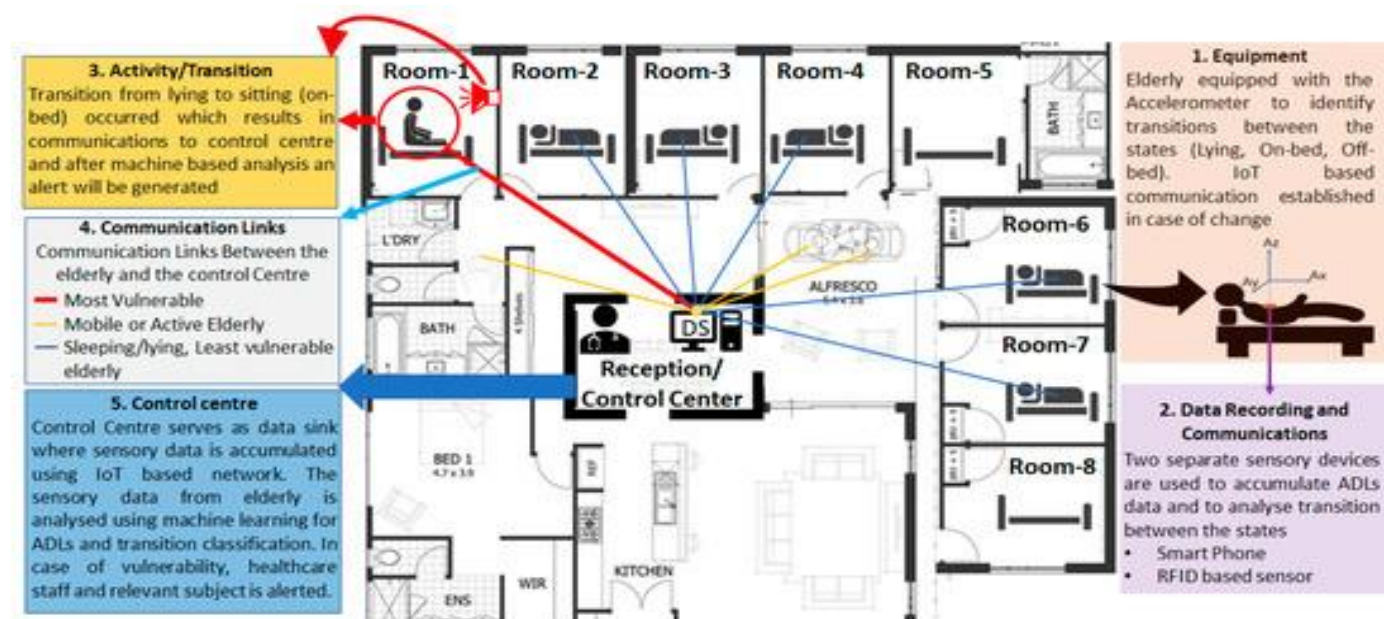 3. Activity/Transition
Transition from lying to sitting (on-
bed) occurred which results in
communications to control centre
and after machine based analysis an
alert will be generated
4. Communication Links
Communication Links Between the
elderly and the control Centre
Most Vulnerable
Mobile or Active Elderly
Sleeping/lying, Least vulnerable
elderly
5. Control centre
Control Centre serves as data sink
where sensory data is accumulated
using IoT based network. The
sensory data from elderly is
analysed using machine learning for
ADLs and transition classification. In
case of vulnerability, healthcare
staff and relevant subject is alerted.
Room-1
Room-2
Room-3
Room-4
Room-5
BATH
L'DRY
ALFRESCO
BATH
DS
Reception/
Control Center
BED 1
4.7 x 3.9
REF
KITCHEN
WIR
ENS
Room-6
Room-7
Room-8
1. Equipment
Elderly equipped with the
Accelerometer to identify
transitions between the
states (Lying, On-bed, Off-
bed). IoT based
communication established
in case of change
Az
Ay
Ax
2. Data Recording and
Communications
Two separate sensory devices
are used to accumulate ADLs
data and to analyse transition
between the states
• Smart Phone
• RFID based sensor